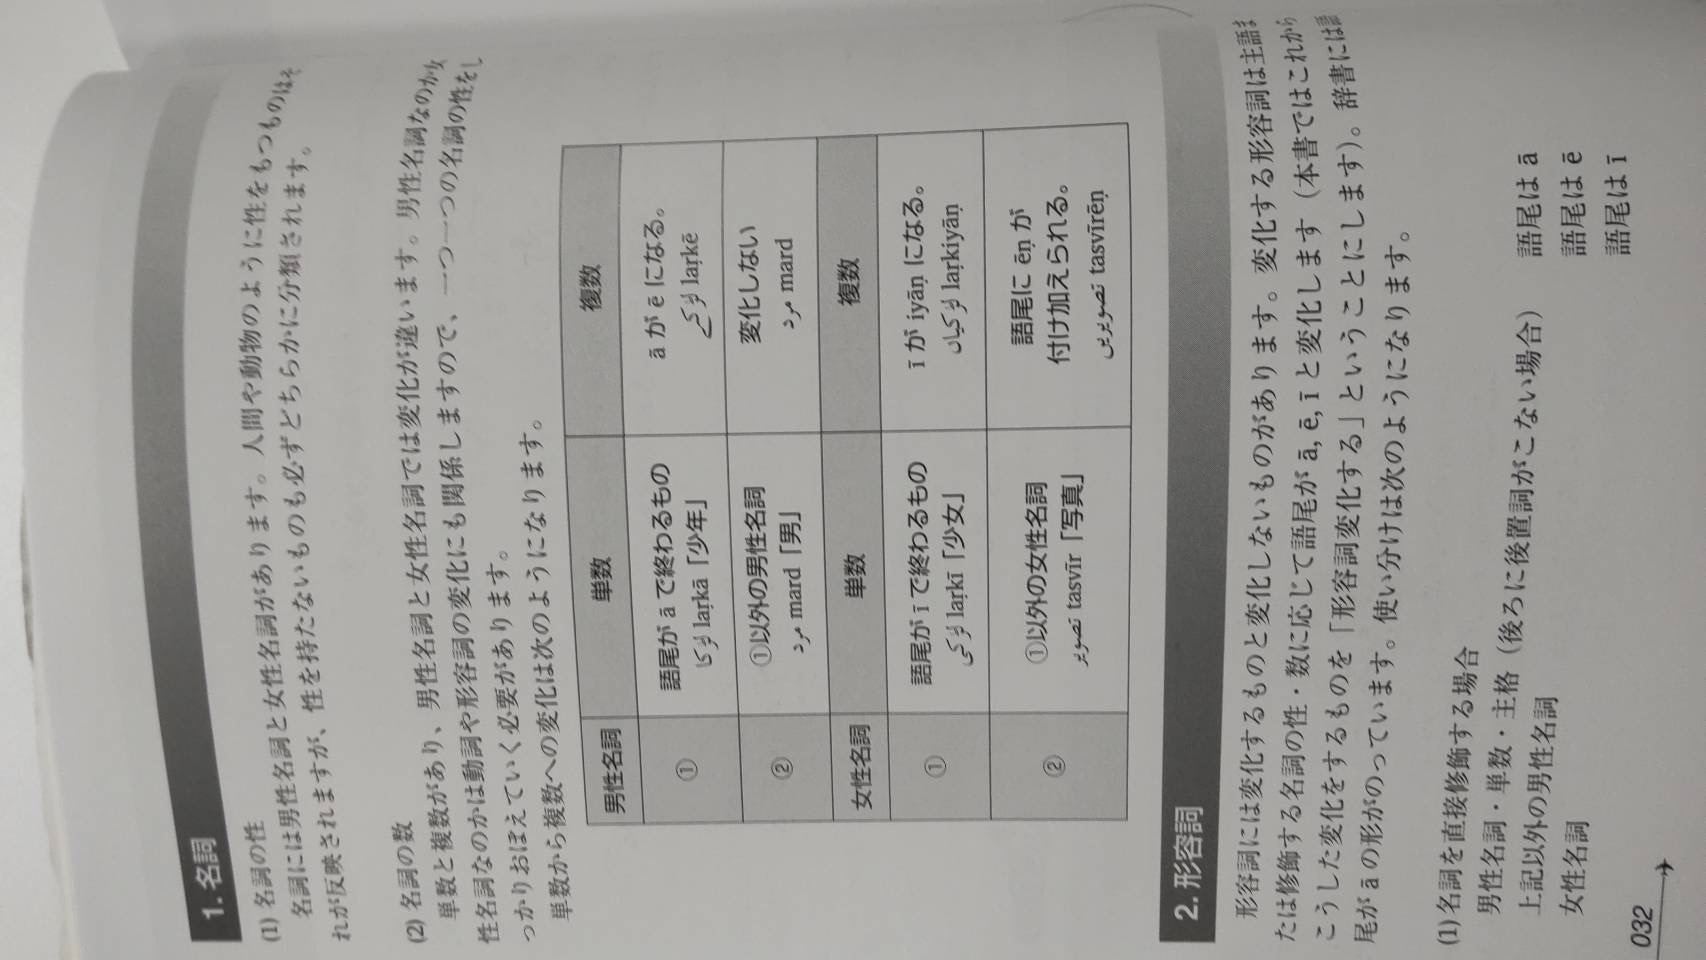 1. 名詞
(1) 名詞の性
名詞には男性名詞と女性名詞があります。人間や動物のように性をもつものはそ
れが反映されますが、性を持たないものも必ずどちらかに分類されます。
(2) 名詞の数
単数と複数があり、男性名詞と女性名詞では変化が違います。男性名詞なのか女
性名詞なのかは動詞や形容詞の変化にも関係しますので、一つ一つの名詞の性をし
っかりおぼえていく必要があります。
単数から複数への変化は次のようになります。
男性名詞 単数 複数
① 語尾が ā で終わるもの ā が ē になる。
لڑکا laṛkā「少年」 لڑکے laṛkē
② ①以外の男性名詞 変化しない
مرد mard「男」 مرد mard
女性名詞 単数 複数
① 語尾が ī で終わるもの ī が iyāṇ になる。
لڑکی laṛkī「少女」 لڑکیاں laṛkiyāṇ
② ①以外の女性名詞 語尾に ēṇ が
付け加えられる。
تصویر tasvīr「写真」 تصویریں tasvīrēṇ
2. 形容詞
形容詞には変化するものと変化しないものがあります。変化する形容詞は主語ま
たは修飾する名詞の性・数に応じて語尾が ā, ē, ī と変化します（本書ではこれから
こうした変化をするものを「形容詞変化する」ということにします）。辞書には語
尾が ā の形がのっています。使い分けは次のようになります。
(1)名詞を直接修飾する場合
男性名詞・単数・主格（後ろに後置詞がこない場合） 語尾は ā
上記以外の男性名詞 語尾は ē
女性名詞 語尾は ī
032